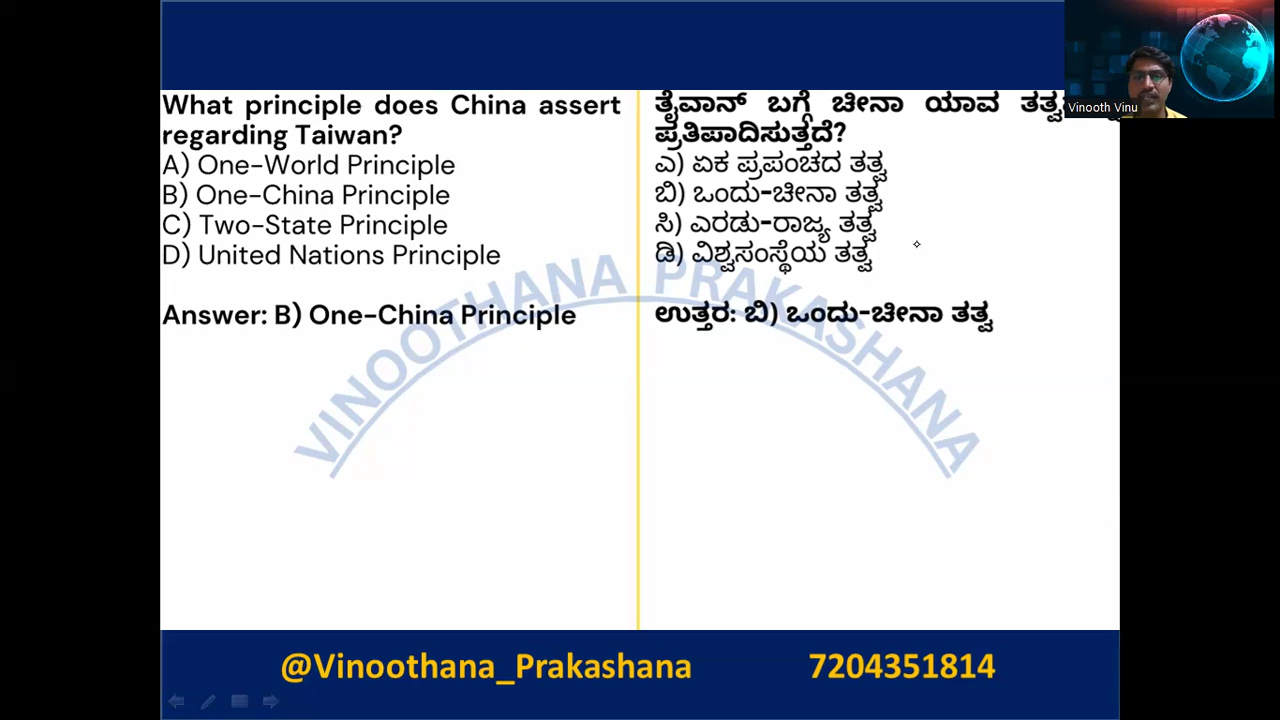 What principle does China assert
regarding Taiwan?
A) One-World Principle
B) One-China Principle
C) Two-State Principle
D) United Nations Principle
Answer: B) One-China Principle
ತೈವಾನ್ ಬಗ್ಗೆ ಚೀನಾ ಯಾವ
ಪ್ರತಿಪಾದಿಸುತ್ತದೆ?
ಎ) ಏಕ ಪ್ರಪಂಚದ ತತ್ವ
ಬಿ) ಒಂದು-ಚೀನಾ ತತ್ವ
ಸಿ) ಎರಡು-ರಾಜ್ಯ ತತ್ವ
ಡಿ) ವಿಶ್ವಸಂಸ್ಥೆಯ ತತ್ವ
ಉತ್ತರ: ಬಿ) ಒಂದು-ಚೀನಾ ತತ್ವ
VINOOTHANA PRAKASHANA
Vinooth Vinu
@Vinoothana_Prakashana 7204351814